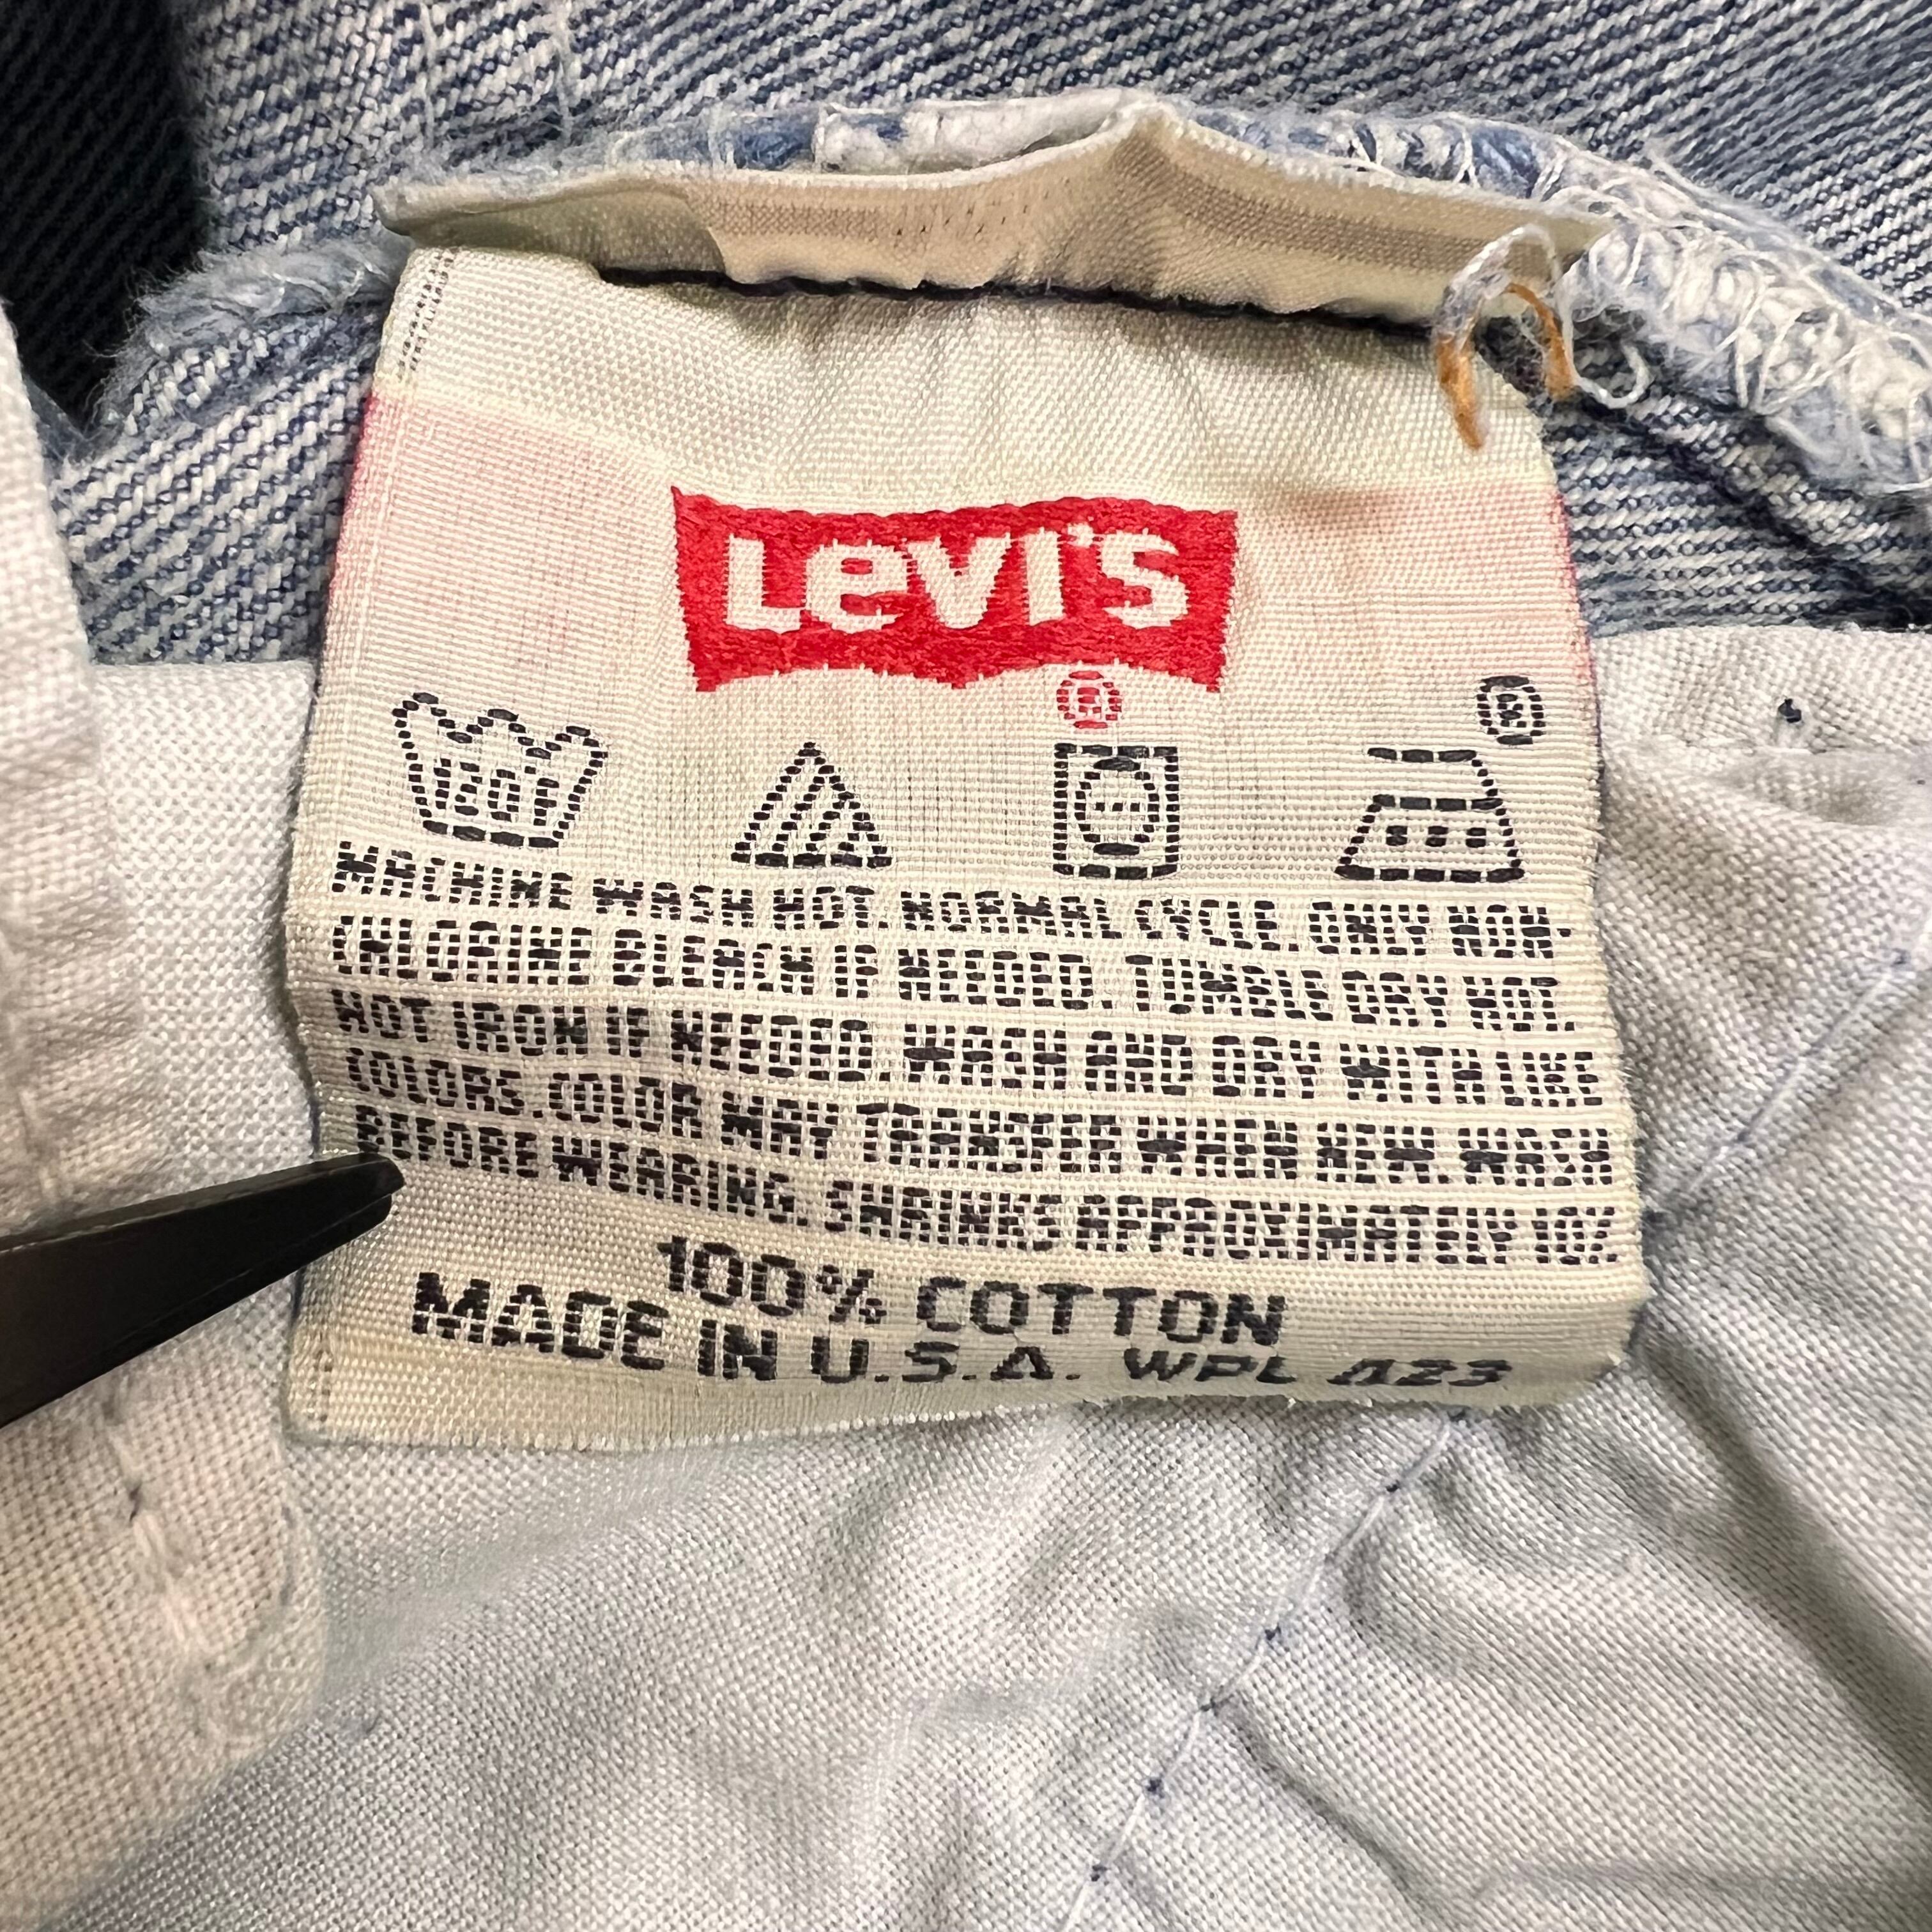 Levi's
®
®
120°F
MACHINE WASH HOT. NORMAL CYCLE. ONLY NON-
CHLORINE BLEACH IF NEEDED. TUMBLE DRY HOT.
HOT IRON IF NEEDED. WASH AND DRY WITH LIKE
COLORS. COLOR MAY TRANSFER WHEN NEW. WASH
BEFORE WEARING. SHRINKS APPROXIMATELY 10%.
100% COTTON
MADE IN U.S.A. WPL 423